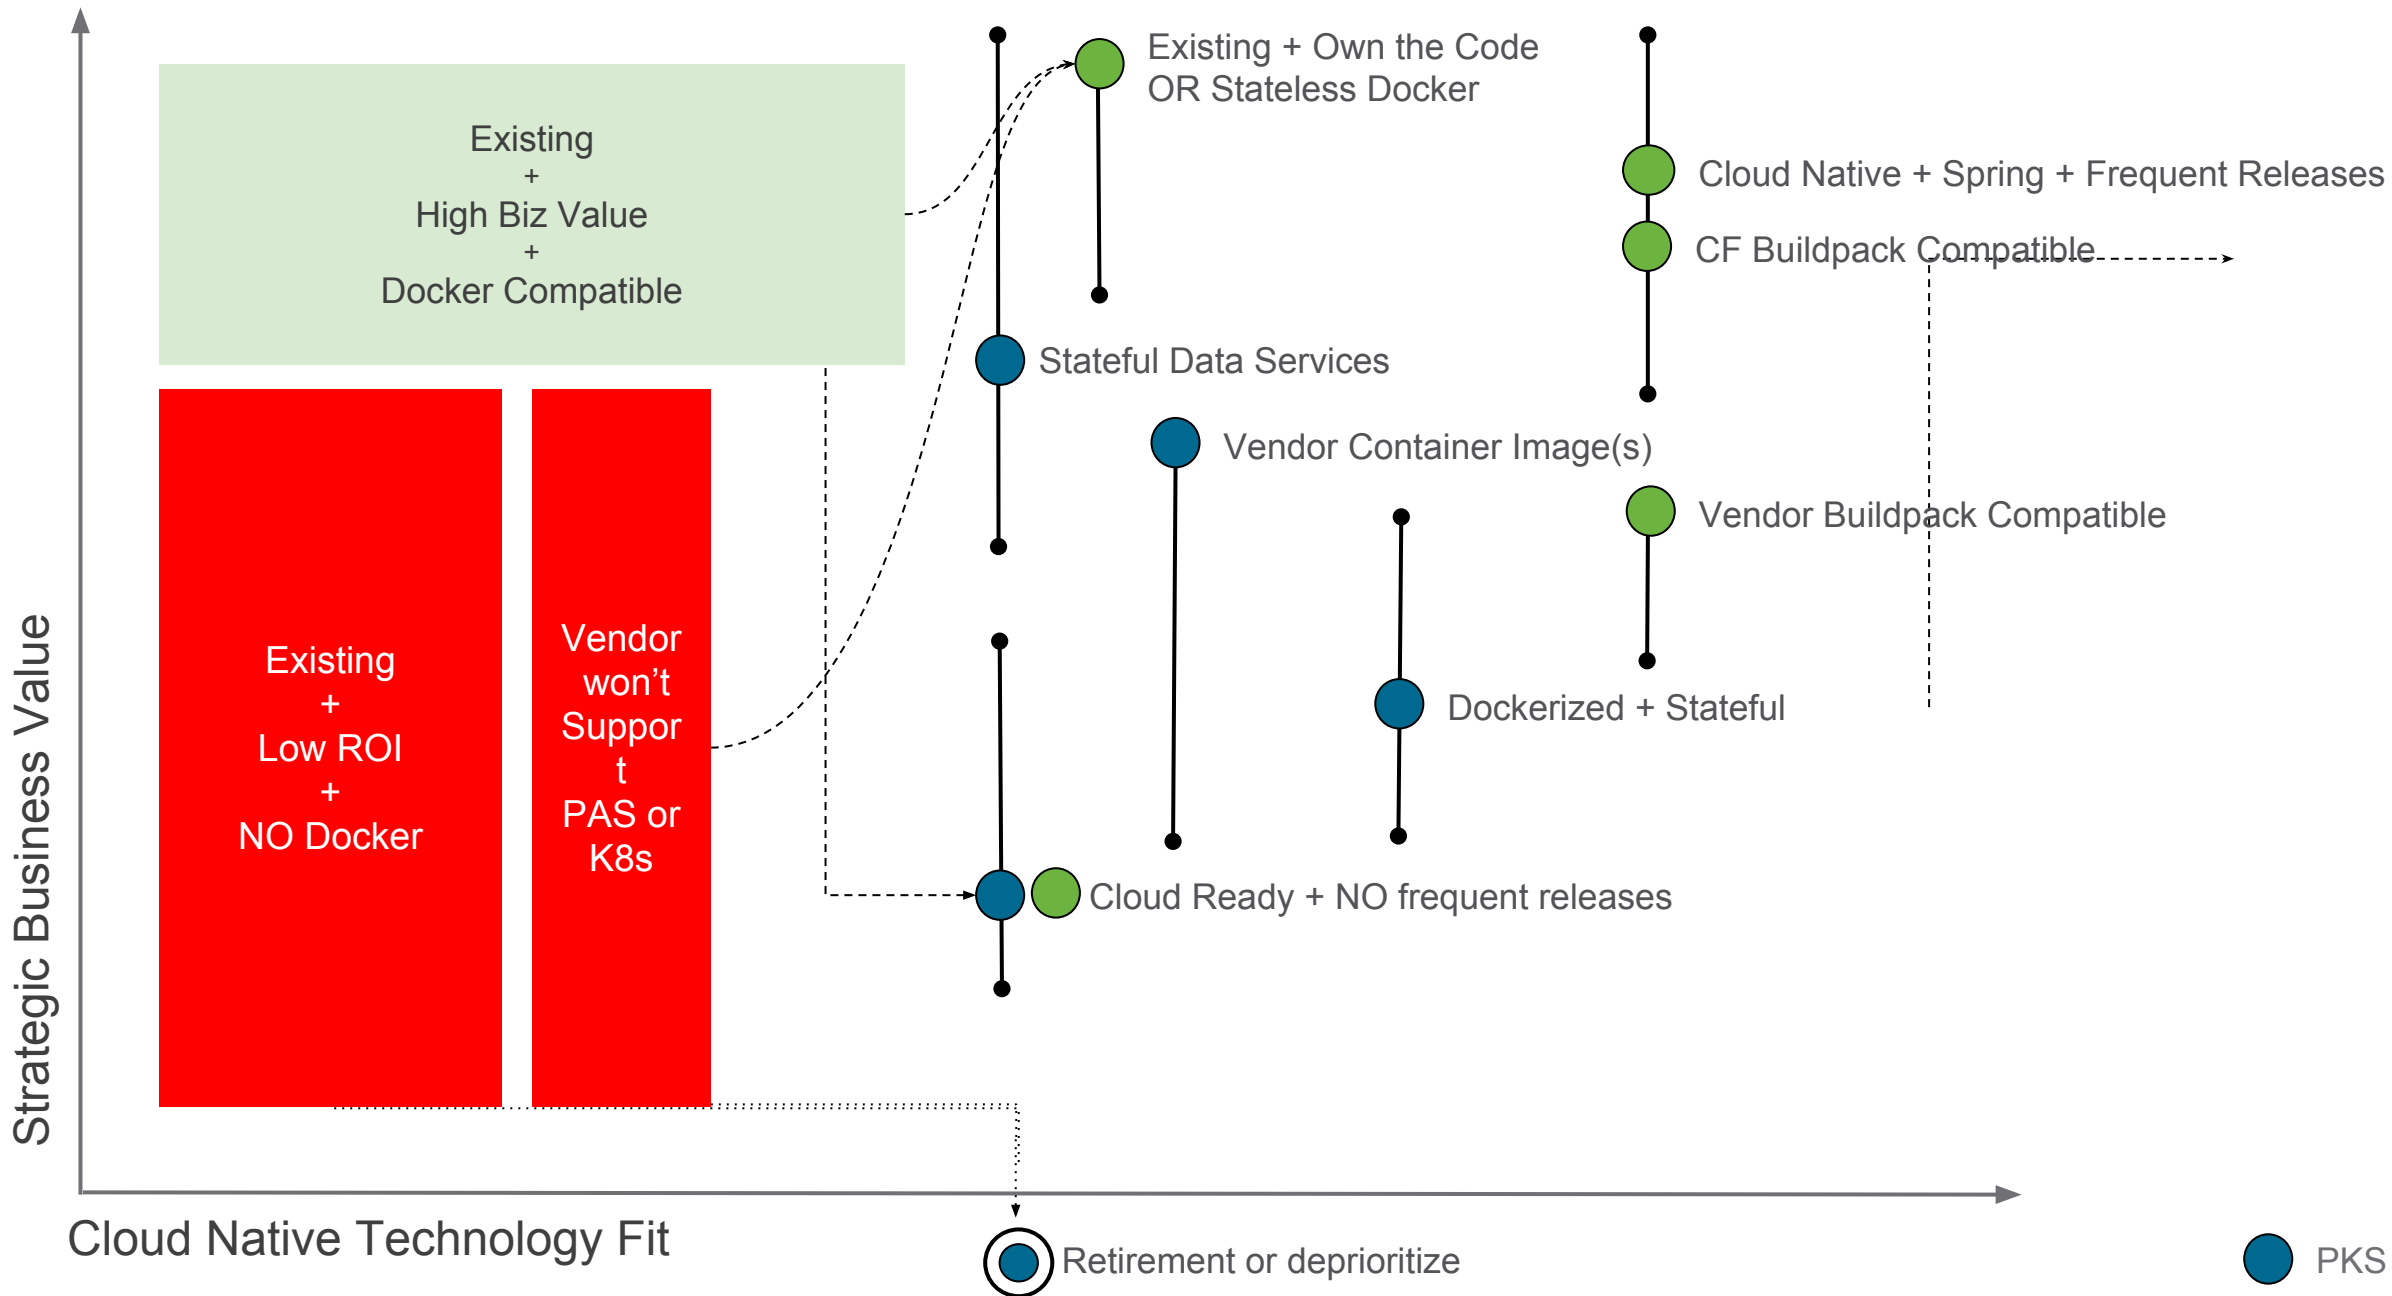 Existing + Own the Code
OR Stateless Docker
Existing
+
High Biz Value
+
Docker Compatible
Cloud Native + Spring + Frequent Releases
CF Buildpack Compatible
Stateful Data Services
Vendor Container Image(s)
Vendor Buildpack Compatible
Existing
+
Low ROI
+
NO Docker
Vendor
won’t
Suppor
t
PAS or
K8s
Dockerized + Stateful
Cloud Ready + NO frequent releases
Strategic Business Value
Cloud Native Technology Fit
Retirement or deprioritize
PKS